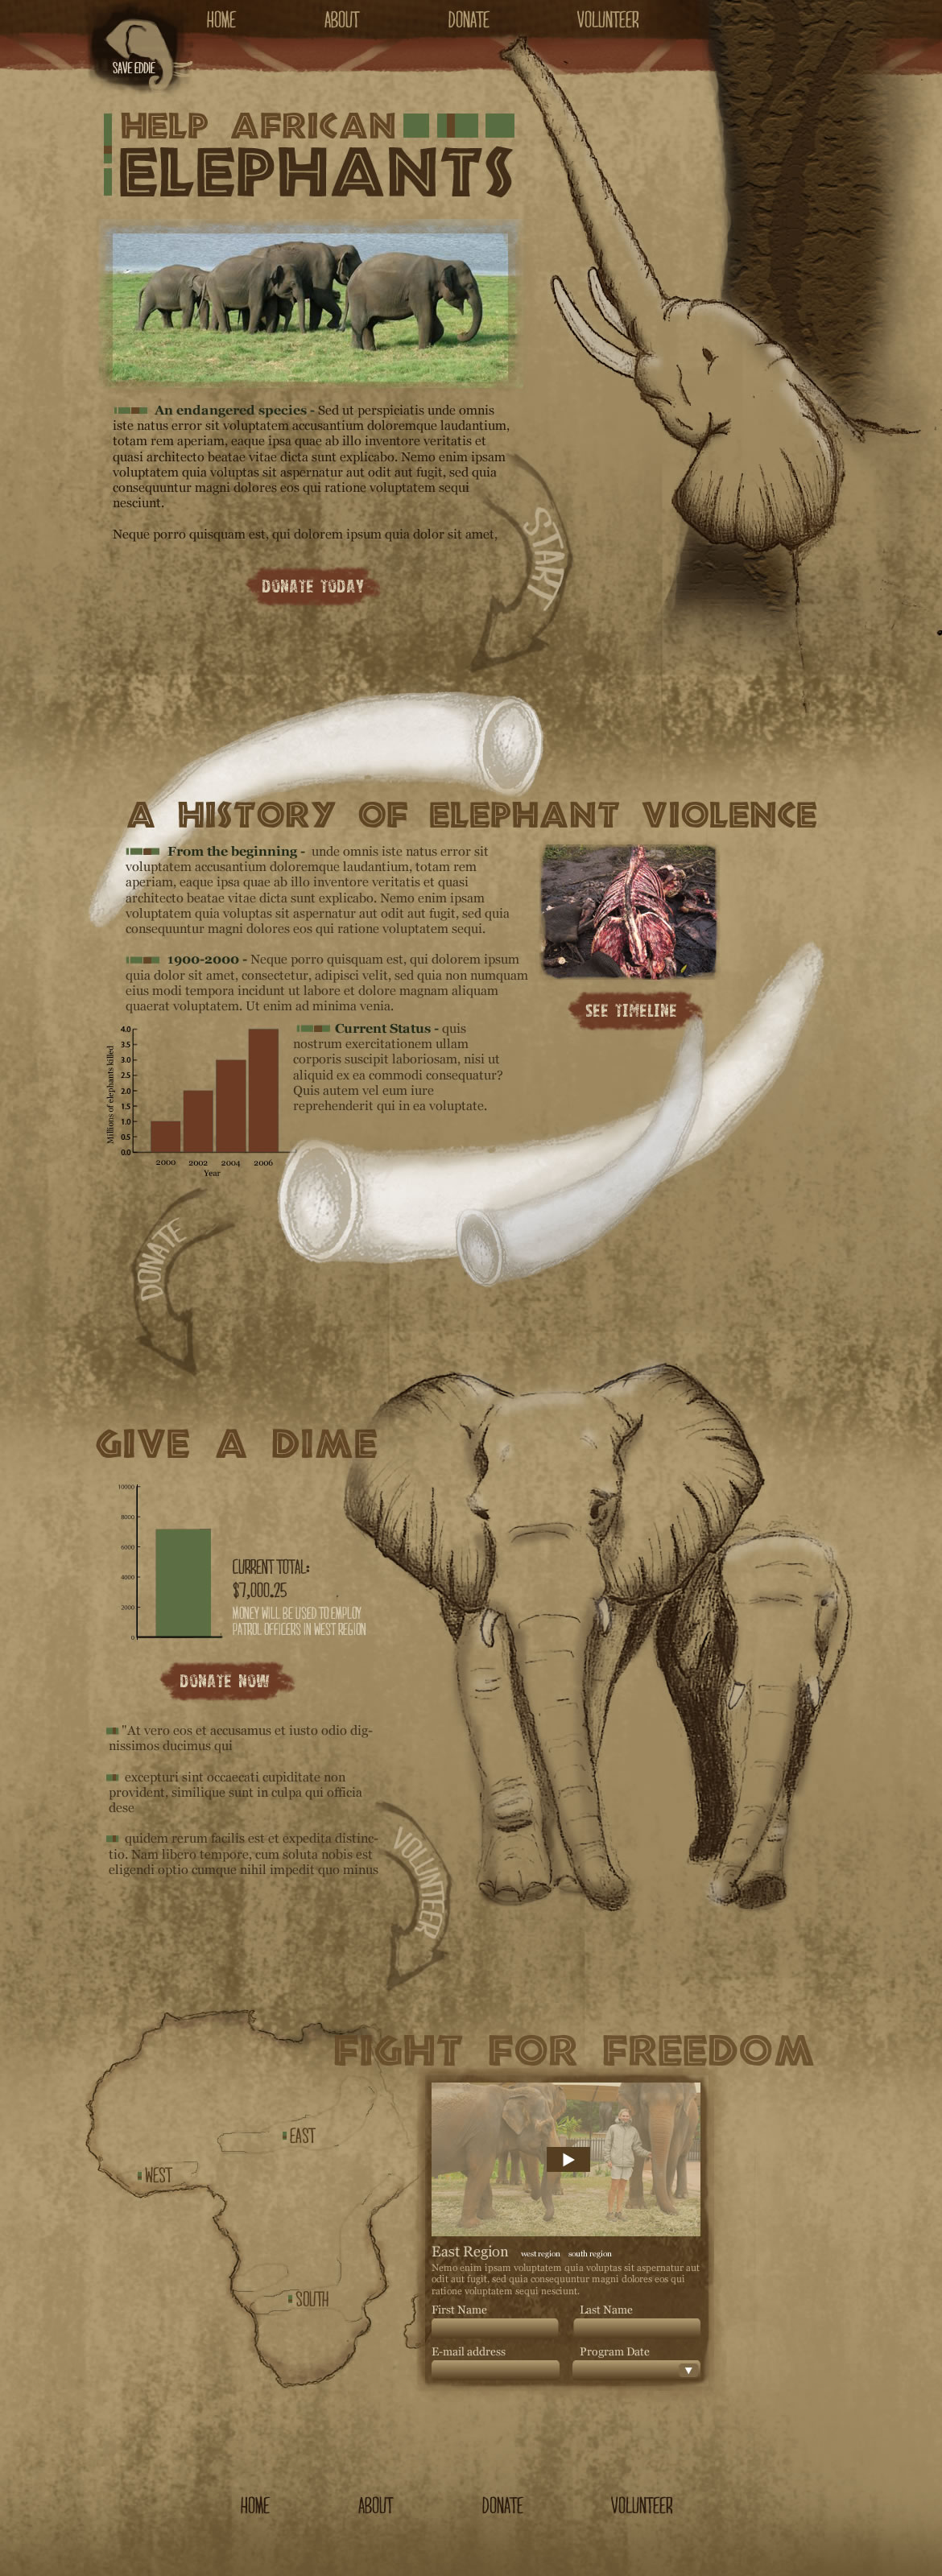 HOME ABOUT DONATE VOLUNTEER
SAVE EDDIE
HELP AFRICAN
ELEPHANTS
An endangered species - Sed ut perspiciatis unde omnis
iste natus error sit voluptatem accusantium doloremque laudantium,
totam rem aperiam, eaque ipsa quae ab illo inventore veritatis et
quasi architecto beatae vitae dicta sunt explicabo. Nemo enim ipsam
voluptatem quia voluptas sit aspernatur aut odit aut fugit, sed quia
consequuntur magni dolores eos qui ratione voluptatem sequi
nesciunt.
Neque porro quisquam est, qui dolorem ipsum quia dolor sit amet,
START
DONATE TODAY
A HISTORY OF ELEPHANT VIOLENCE
From the beginning - unde omnis iste natus error sit
voluptatem accusantium doloremque laudantium, totam rem
aperiam, eaque ipsa quae ab illo inventore veritatis et quasi
architecto beatae vitae dicta sunt explicabo. Nemo enim ipsam
voluptatem quia voluptas sit aspernatur aut odit aut fugit, sed quia
consequuntur magni dolores eos qui ratione voluptatem sequi.
1900-2000 - Neque porro quisquam est, qui dolorem ipsum
quia dolor sit amet, consectetur, adipisci velit, sed quia non numquam
eius modi tempora incidunt ut labore et dolore magnam aliquam
quaerat voluptatem. Ut enim ad minima venia.
SEE TIMELINE
Current Status - quis
nostrum exercitationem ullam
corporis suscipit laboriosam, nisi ut
aliquid ex ea commodi consequatur?
Quis autem vel eum iure
reprehenderit qui in ea voluptate.
Millions of elephants killed
4.0
3.5
3.0
2.5
2.0
1.5
1.0
0.5
0.0
2000 2002 2004 2006
Year
DONATE
GIVE A DIME
10000
8000
6000
4000
2000
0
CURRENT TOTAL:
$7,000.25
MONEY WILL BE USED TO EMPLOY
PATROL OFFICERS IN WEST REGION
DONATE NOW
"At vero eos et accusamus et iusto odio dig-
nissimos ducimus qui
excepturi sint occaecati cupiditate non
provident, similique sunt in culpa qui officia
dese
quidem rerum facilis est et expedita distinc-
tio. Nam libero tempore, cum soluta nobis est
eligendi optio cumque nihil impedit quo minus
VOLUNTEER
FIGHT FOR FREEDOM
EAST
WEST
SOUTH
East Region west region south region
Nemo enim ipsam voluptatem quia voluptas sit aspernatur aut
odit aut fugit, sed quia consequuntur magni dolores eos qui
ratione voluptatem sequi nesciunt.
First Name Last Name
E-mail address Program Date
HOME ABOUT DONATE VOLUNTEER